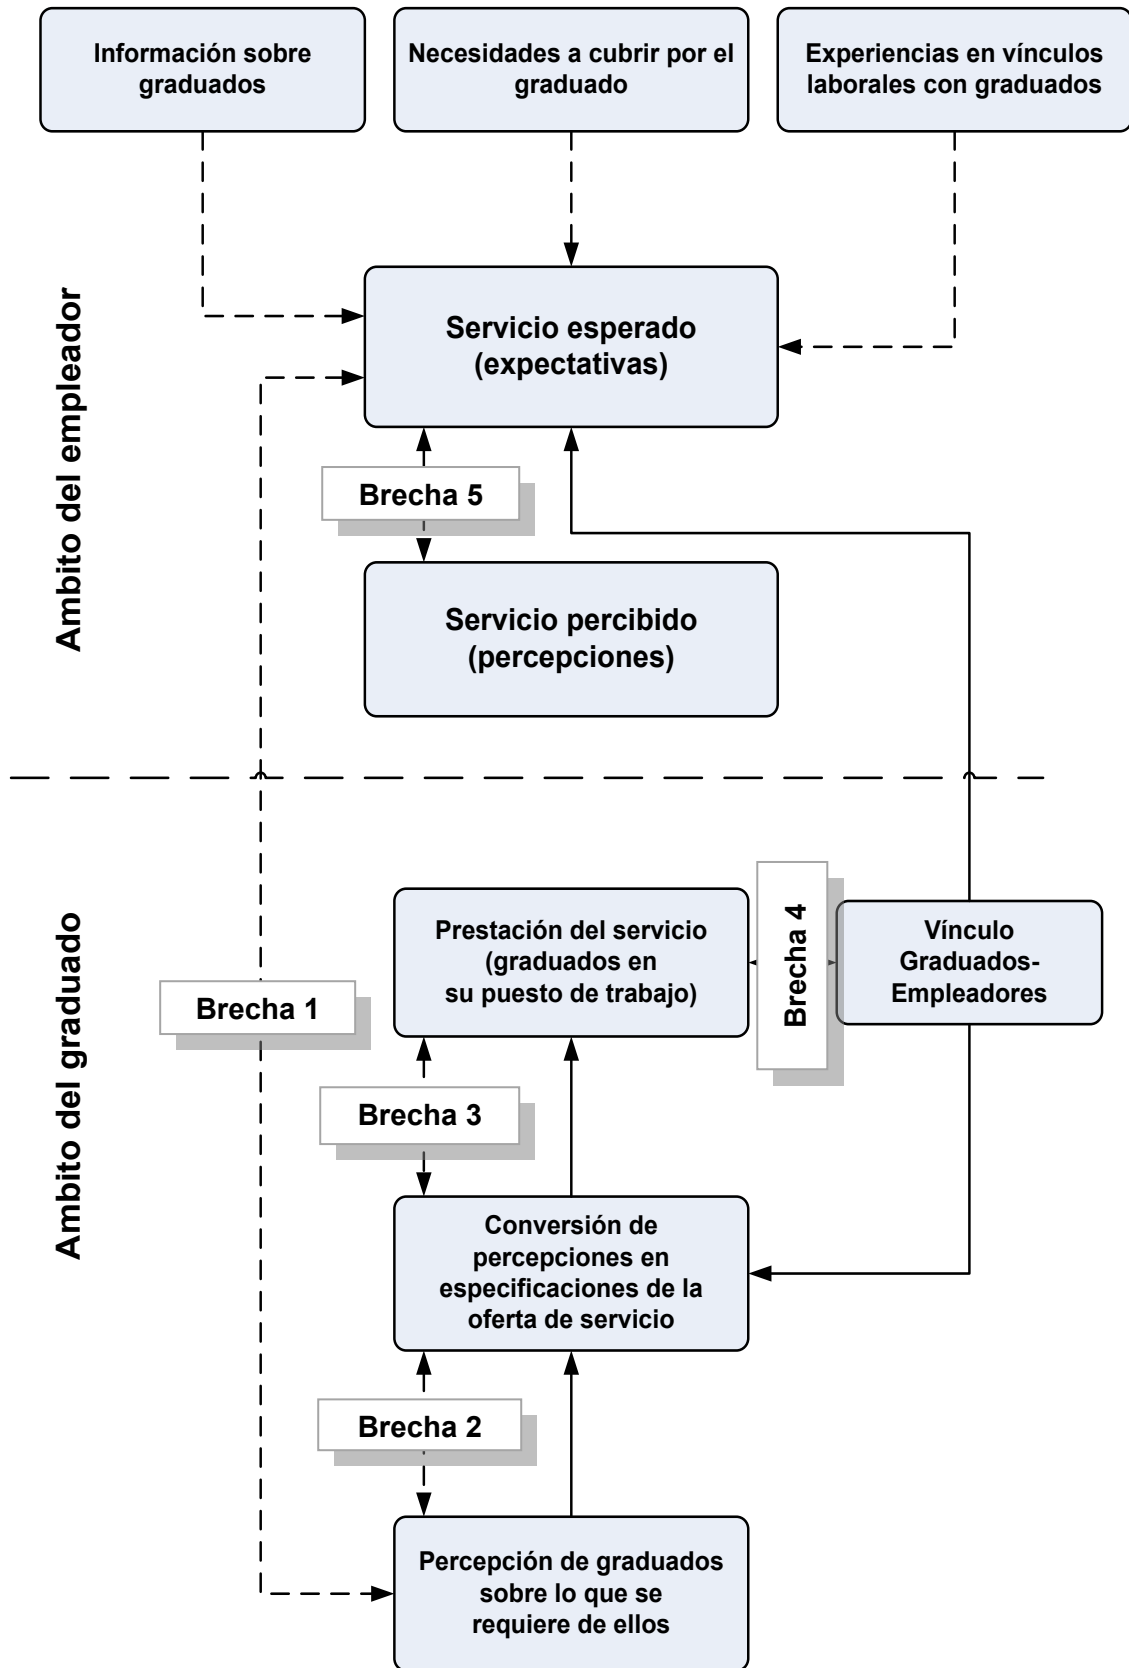 Información sobre
graduados
Necesidades a cubrir por el
graduado
Experiencias en vínculos
laborales con graduados
Ambito del empleador
Servicio esperado
(expectativas)
Brecha 5
Servicio percibido
(percepciones)
Ambito del graduado
Prestación del servicio
(graduados en
su puesto de trabajo)
Brecha 4
Vínculo
Graduados-
Empleadores
Brecha 1
Brecha 3
Conversión de
percepciones en
especificaciones de la
oferta de servicio
Brecha 2
Percepción de graduados
sobre lo que se
requiere de ellos